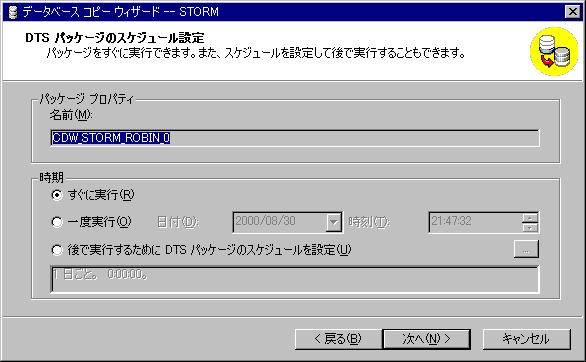 データベース コピー ウィザード -- STORM
DTS パッケージのスケジュール設定
パッケージをすぐに実行できます。また、スケジュールを設定して後で実行することもできます。
パッケージ プロパティ
名前(M):
CDW_STORM_ROBIN_0
時期
すぐに実行(R)
一度実行(O) 日付(D): 2000/08/30 時刻(T): 21:47:32
後で実行するために DTS パッケージのスケジュールを設定(U) ...
1 日ごと。 0:00:00。
< 戻る(B) 次へ(N) > キャンセル